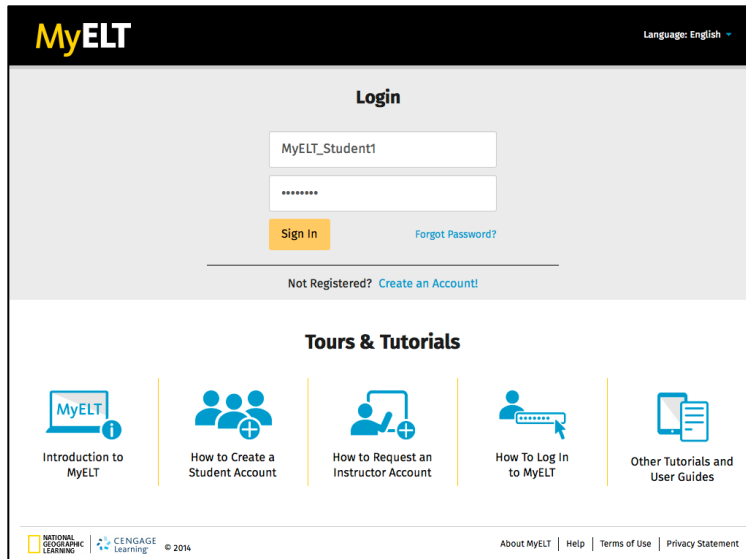 MyELT
Language: English
Login
MyELT_Student1
••••••••
Sign In
Forgot Password?
Not Registered? Create an Account!
Tours & Tutorials
MyELT
Introduction to
MyELT
How to Create a
Student Account
How to Request an
Instructor Account
How To Log In
to MyELT
Other Tutorials and
User Guides
NATIONAL
GEOGRAPHIC
LEARNING
CENGAGE
Learning®
© 2014
About MyELT | Help | Terms of Use | Privacy Statement